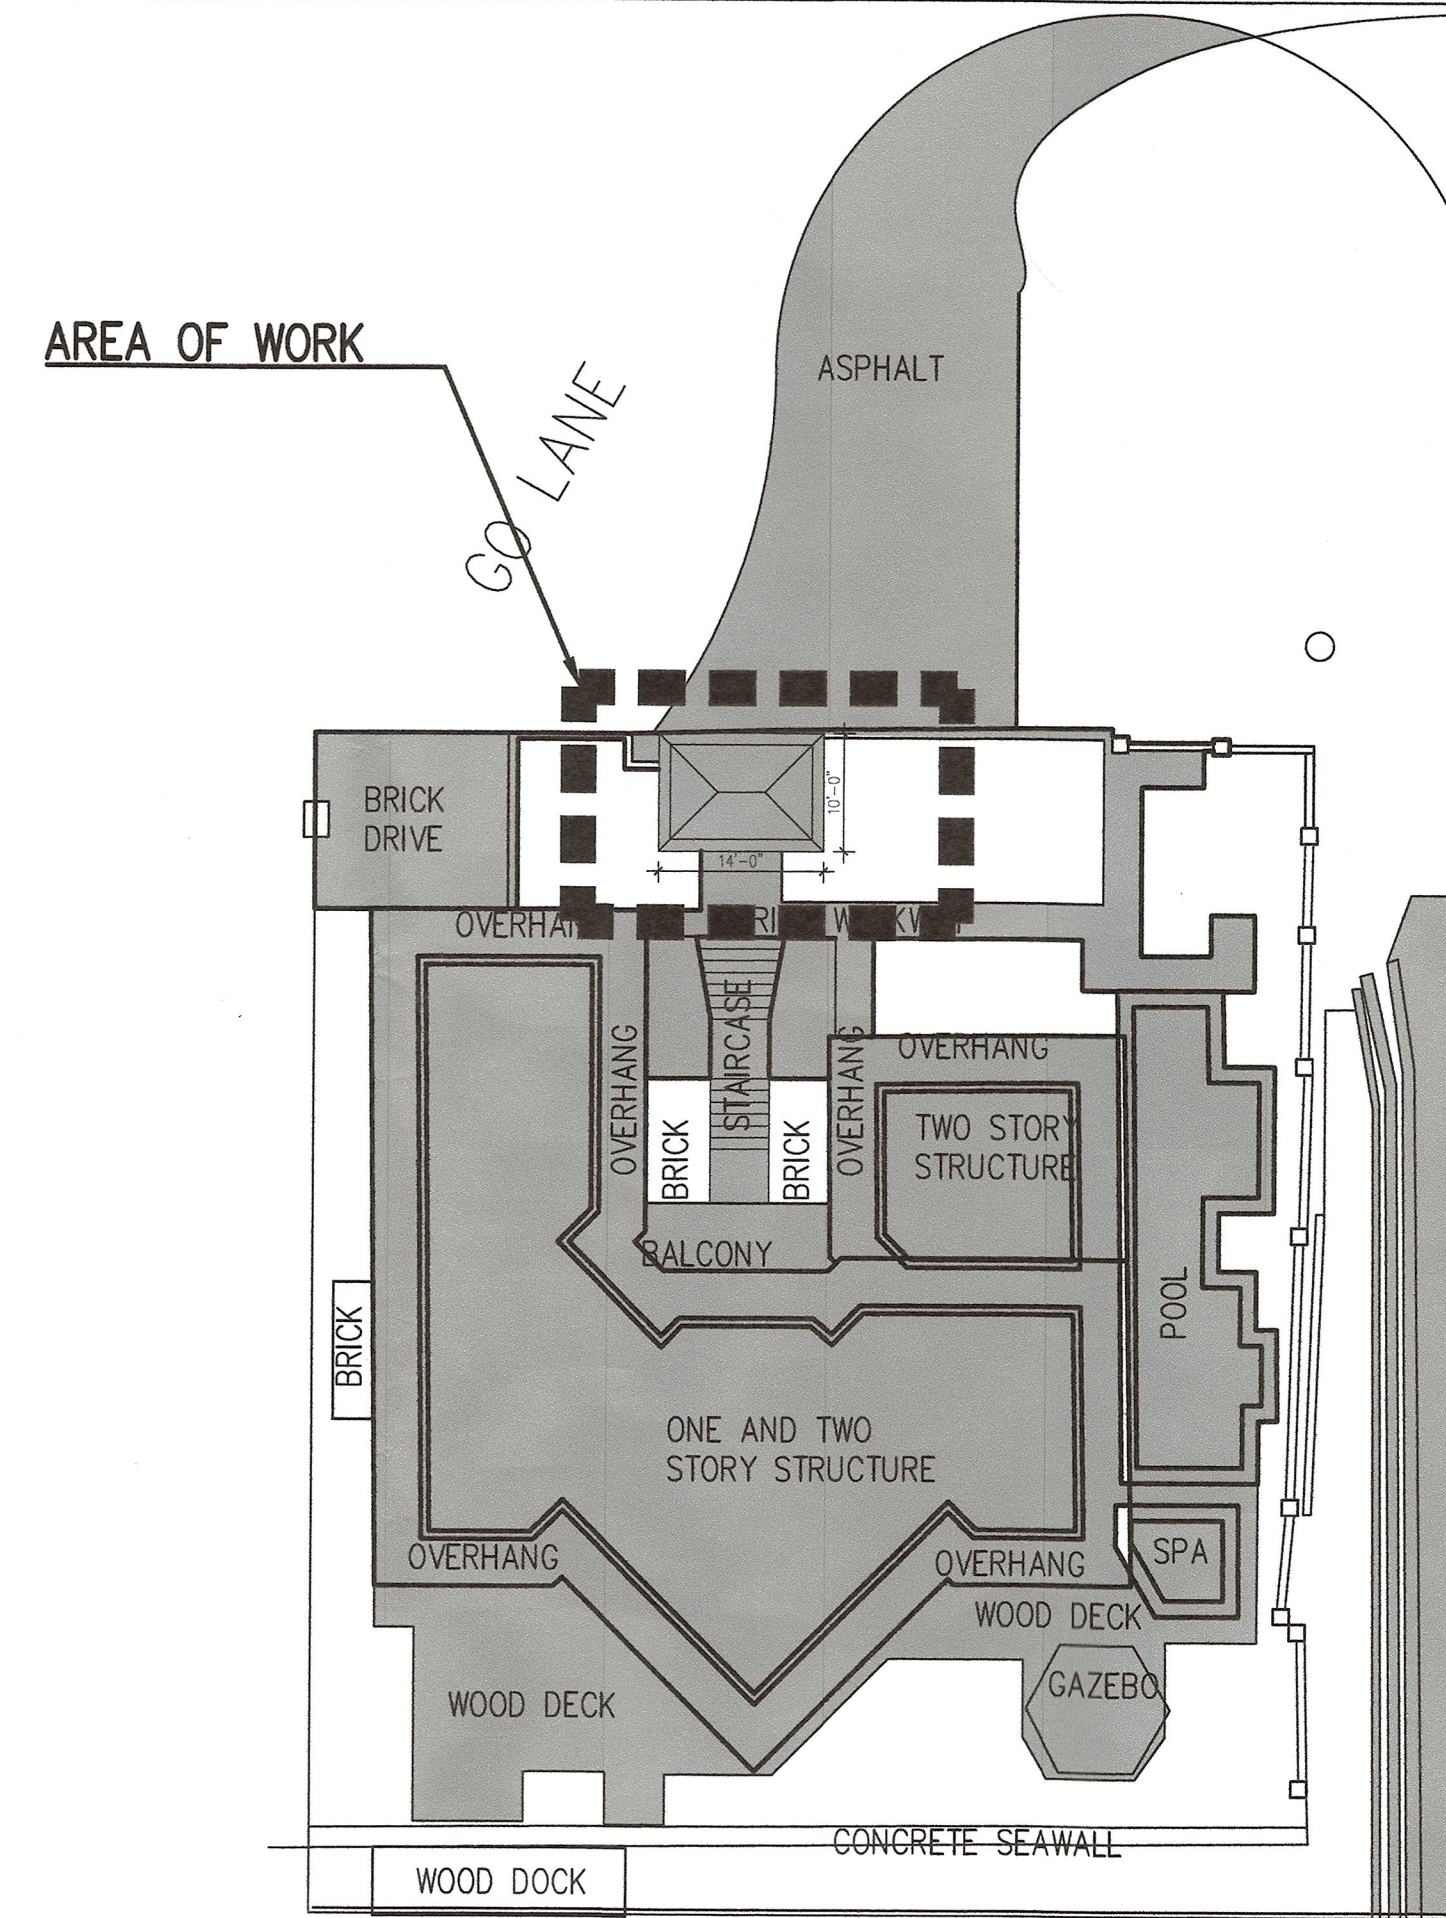 AREA OF WORK
GO LANE
ASPHALT
BRICK
DRIVE
10'-0"
14'-0"
OVERHANG
STAIRCASE
OVERHANG
OVERHANG
OVERHANG
BRICK
BRICK
TWO STORY
STRUCTURE
BALCONY
POOL
BRICK
ONE AND TWO
STORY STRUCTURE
OVERHANG
OVERHANG
SPA
WOOD DECK
GAZEBO
WOOD DECK
CONCRETE SEAWALL
WOOD DOCK